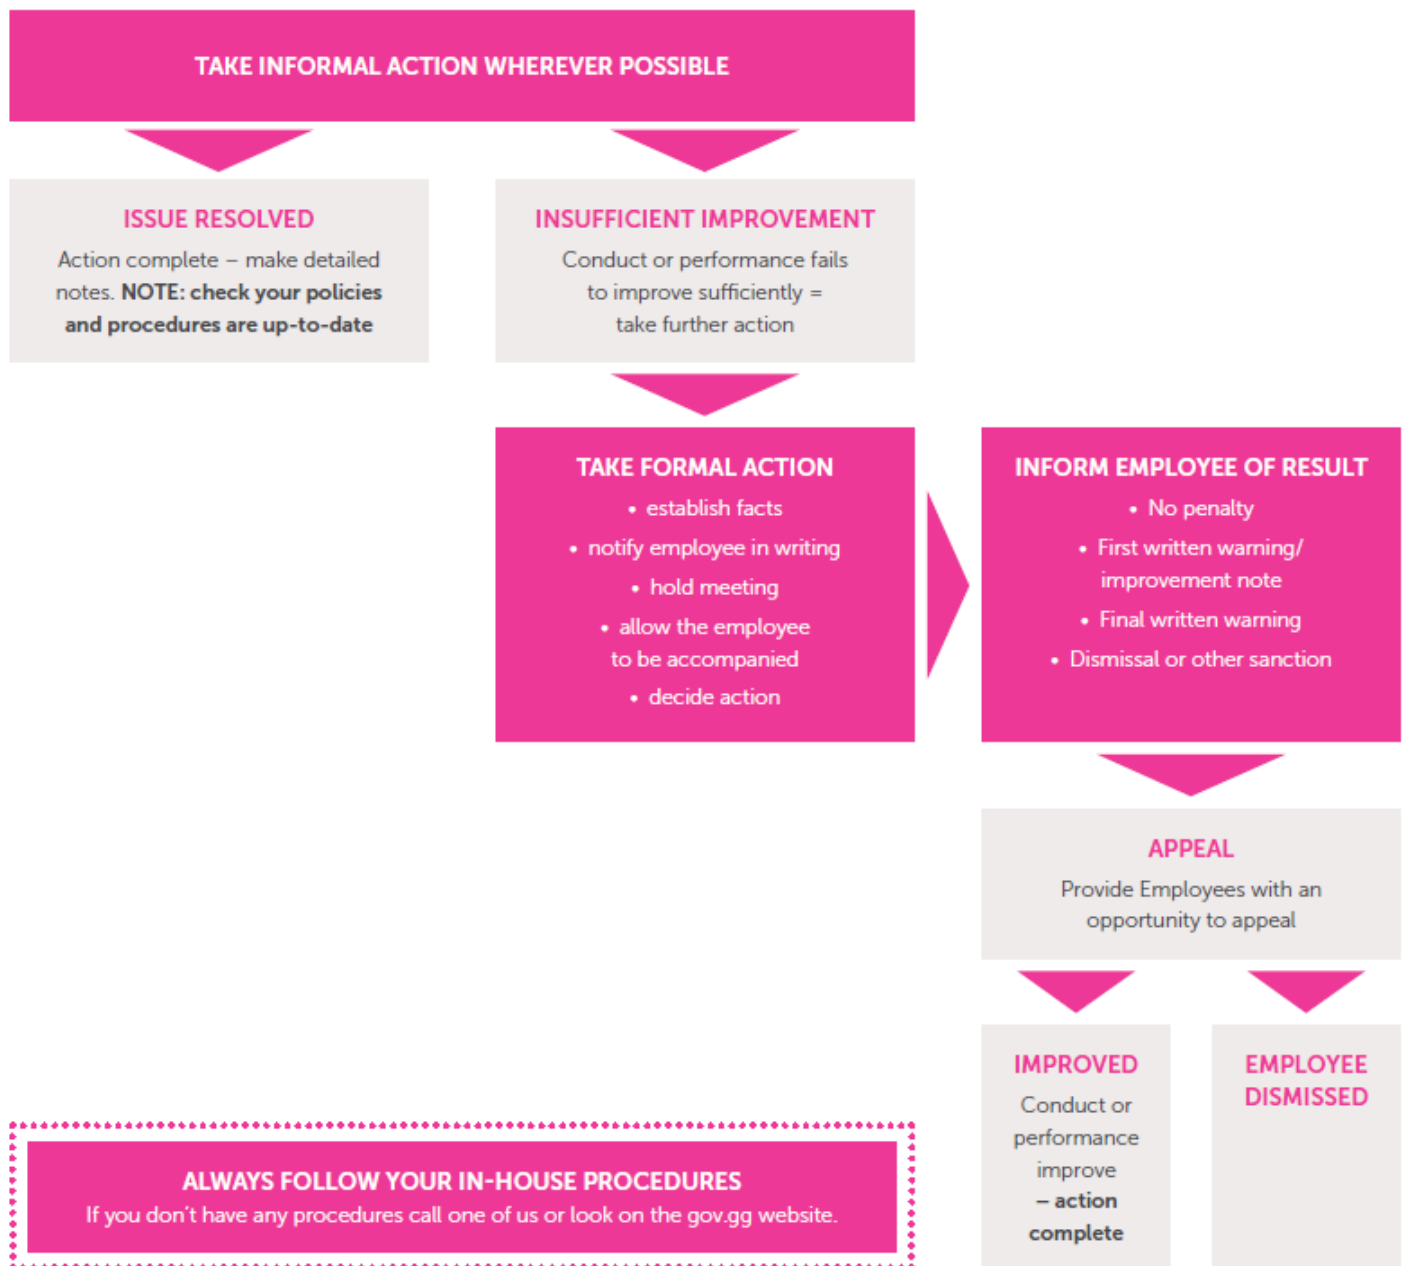 TAKE INFORMAL ACTION WHEREVER POSSIBLE
ISSUE RESOLVED
Action complete – make detailed
notes. NOTE: check your policies
and procedures are up-to-date
INSUFFICIENT IMPROVEMENT
Conduct or performance fails
to improve sufficiently =
take further action
TAKE FORMAL ACTION
• establish facts
• notify employee in writing
• hold meeting
• allow the employee
to be accompanied
• decide action
INFORM EMPLOYEE OF RESULT
• No penalty
• First written warning/
improvement note
• Final written warning
• Dismissal or other sanction
APPEAL
Provide Employees with an
opportunity to appeal
IMPROVED
Conduct or
performance
improve
– action
complete
EMPLOYEE
DISMISSED
ALWAYS FOLLOW YOUR IN-HOUSE PROCEDURES
If you don't have any procedures call one of us or look on the gov.gg website.